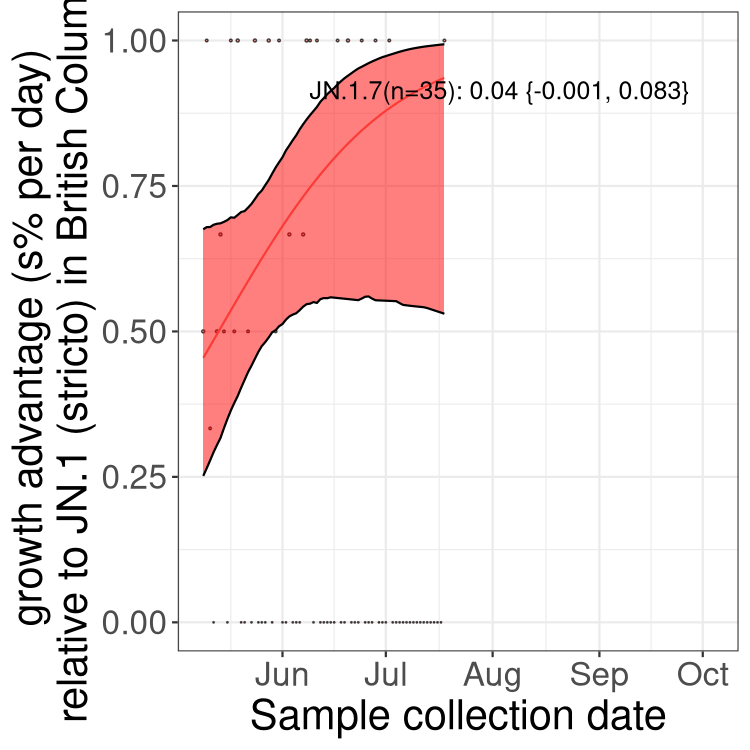 growth advantage (s% per day)
relative to JN.1 (stricto) in British Colum
1.00
0.75
0.50
0.25
0.00
JN.1.7(n=35): 0.04 {-0.001, 0.083}
Jun Jul Aug Sep Oct
Sample collection date